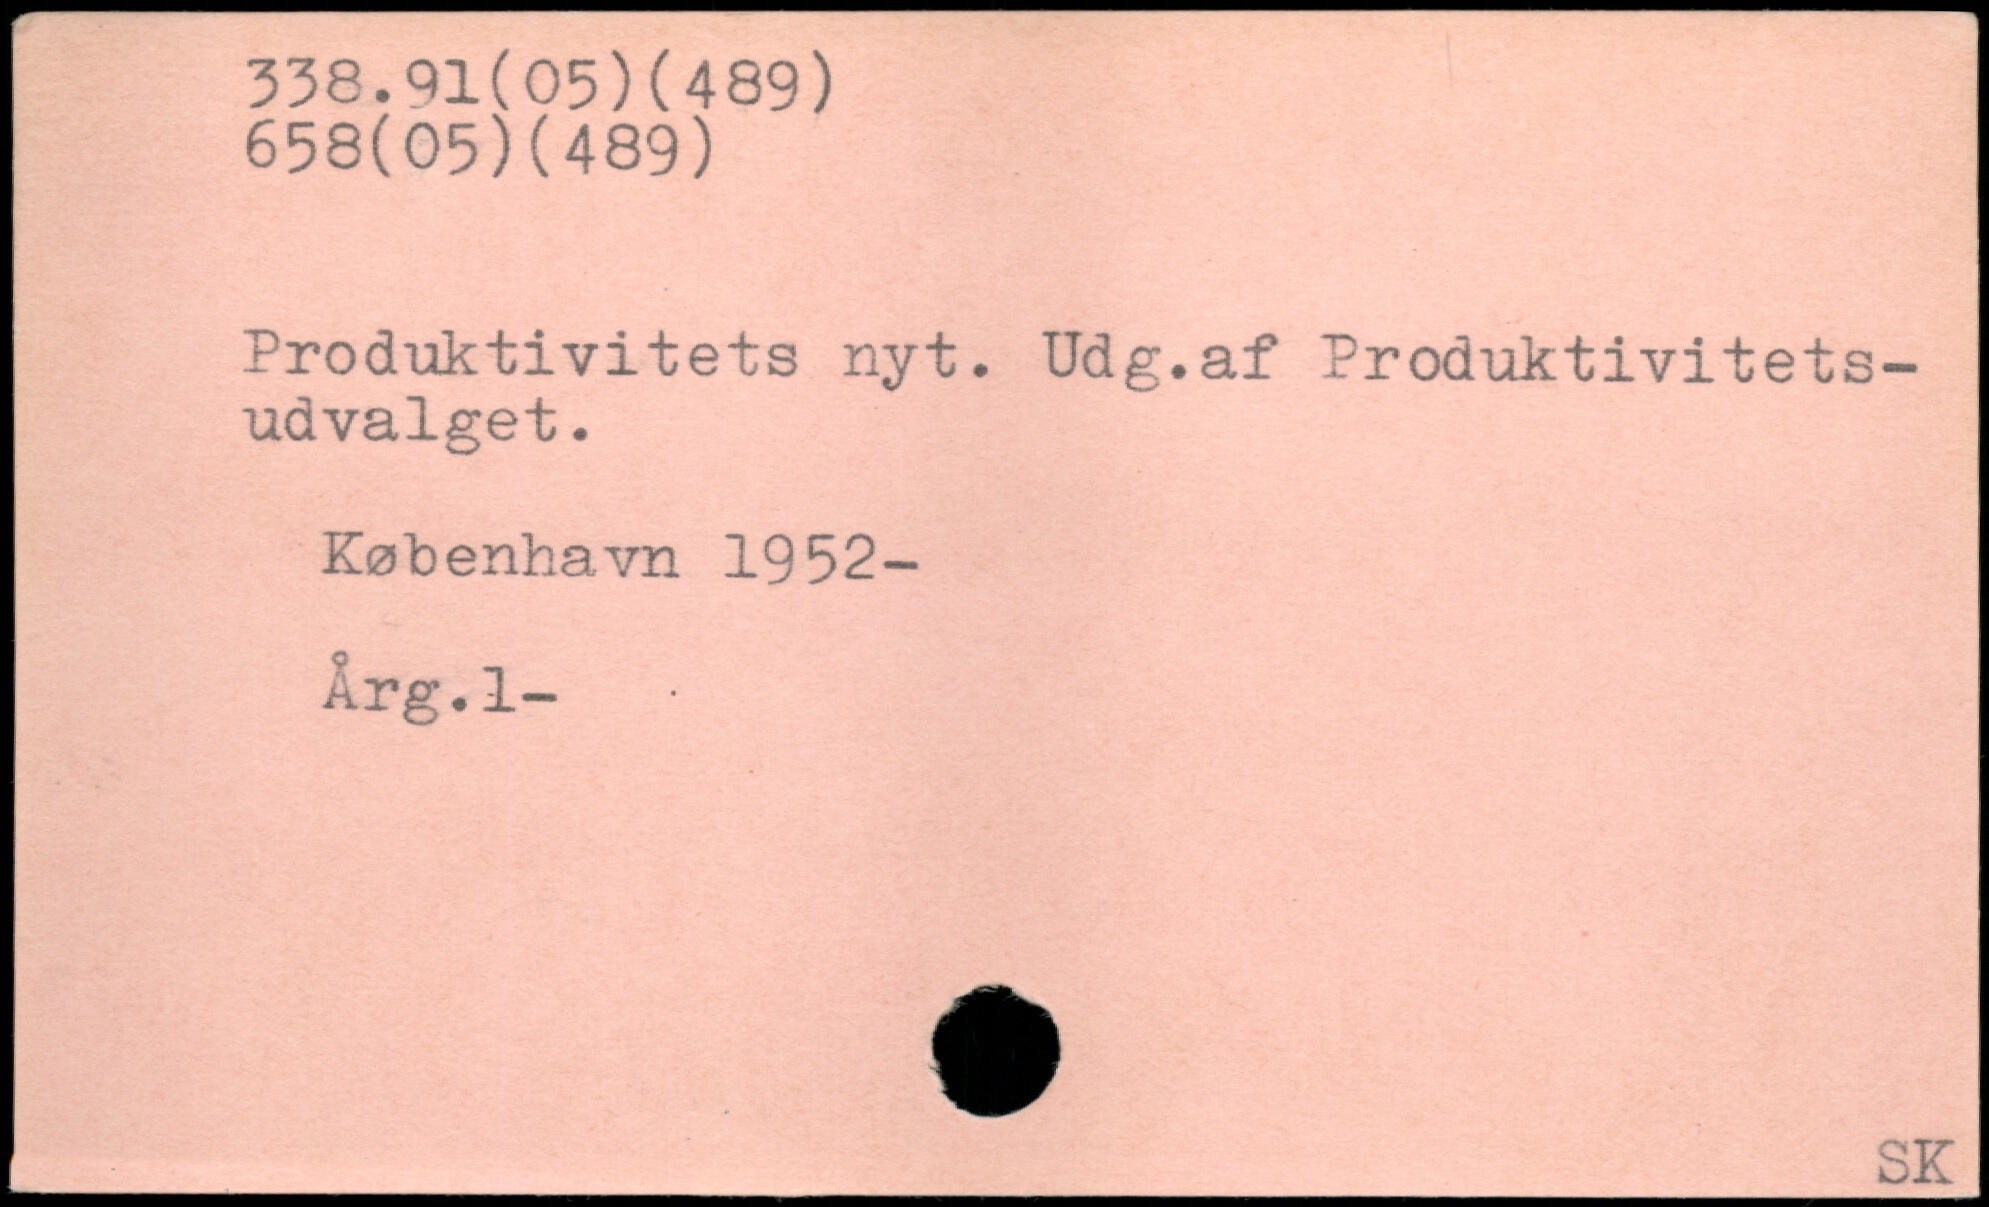 338.91(05)(489)
658(05)(489)
Produktivitets nyt. Udg.af Produktivitets-
udvalget.
København 1952-
Årg.1-
SK